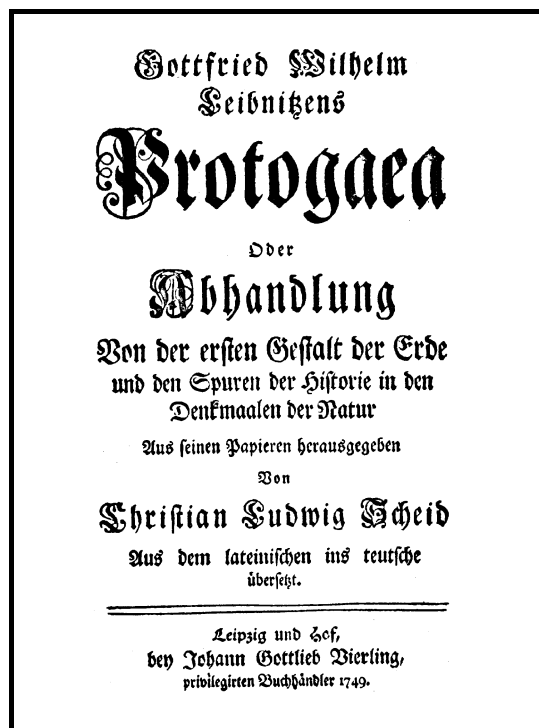 Gottfried Wilhelm
Leibnitzens
Protogaea
Oder
Abhandlung
Von der ersten Gestalt der Erde
und den Spuren der Historie in den
Denkmaalen der Natur
Aus seinen Papieren herausgegeben
Von
Christian Ludwig Scheid
Aus dem lateinischen ins teutsche
übersetzt.
Leipzig und Hof,
bey Johann Gottlieb Vierling,
privilegirten Buchhändler 1749.